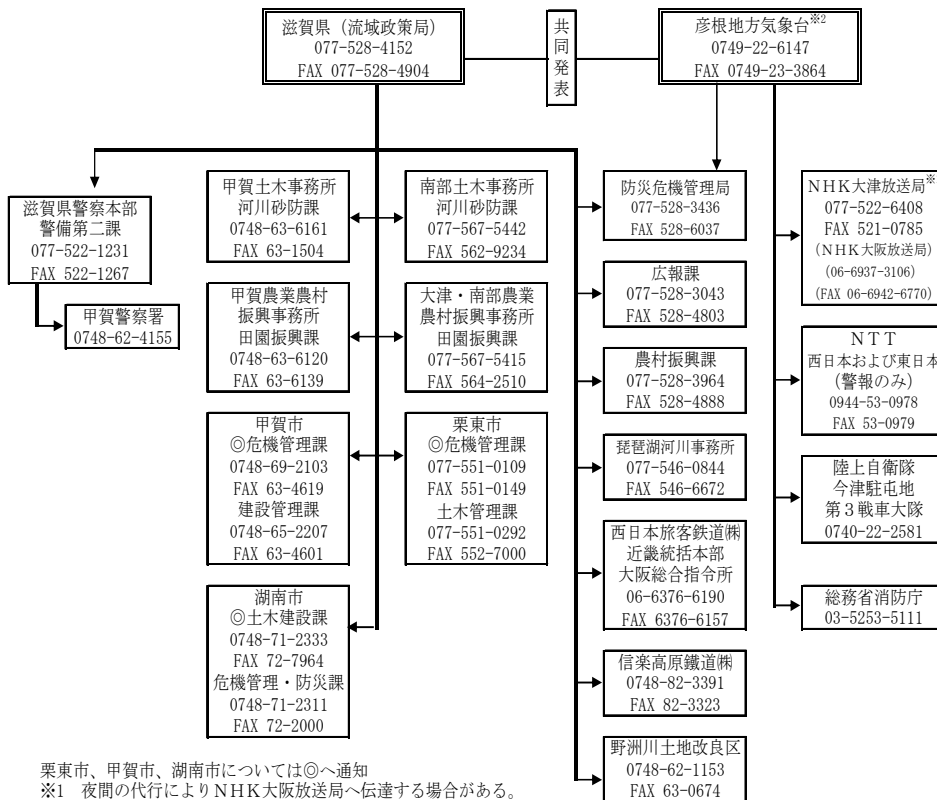 滋賀県（流域政策局）
077-528-4152
FAX 077-528-4904
共同発表
彦根地方気象台※2
0749-22-6147
FAX 0749-23-3864
滋賀県警察本部
警備第二課
077-522-1231
FAX 522-1267
甲賀警察署
0748-62-4155
甲賀土木事務所
河川砂防課
0748-63-6161
FAX 63-1504
甲賀農業農村
振興事務所
田園振興課
0748-63-6120
FAX 63-6139
甲賀市
◎危機管理課
0748-69-2103
FAX 63-4619
建設管理課
0748-65-2207
FAX 63-4601
湖南市
◎土木建設課
0748-71-2333
FAX 72-7964
危機管理・防災課
0748-71-2311
FAX 72-2000
南部土木事務所
河川砂防課
077-567-5442
FAX 562-9234
大津・南部農業
農村振興事務所
田園振興課
077-567-5415
FAX 564-2510
栗東市
◎危機管理課
077-551-0109
FAX 551-0149
土木管理課
077-551-0292
FAX 552-7000
防災危機管理局
077-528-3436
FAX 528-6037
広報課
077-528-3043
FAX 528-4803
農村振興課
077-528-3964
FAX 528-4888
琵琶湖河川事務所
077-546-0844
FAX 546-6672
西日本旅客鉄道㈱
近畿統括本部
大阪総合指令所
06-6376-6190
FAX 6376-6157
信楽高原鐵道㈱
0748-82-3391
FAX 82-3323
野洲川土地改良区
0748-62-1153
FAX 63-0674
NHK大津放送局※
077-522-6408
FAX 521-0785
(NHK大阪放送局)
(06-6937-3106)
(FAX 06-6942-6770)
NTT
西日本および東日本
(警報のみ)
0944-53-0978
FAX 53-0979
陸上自衛隊
今津駐屯地
第３戦車大隊
0740-22-2581
総務省消防庁
03-5253-5111
栗東市、甲賀市、湖南市については◎へ通知
※1　夜間の代行によりNHK大阪放送局へ伝達する場合がある。